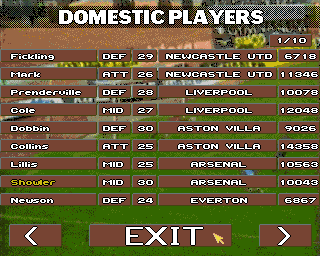 DOMESTIC PLAYERS
1/10
Fickling DEF 29 NEWCASTLE UTD 6718
Mark ATT 26 NEWCASTLE UTD 11346
Prenderville DEF 28 LIVERPOOL 10078
Cole MID 27 LIVERPOOL 12048
Dobbin DEF 30 ASTON VILLA 9026
Collins ATT 25 ASTON VILLA 14358
Lillis MID 25 ARSENAL 10563
Showler MID 30 ARSENAL 10043
Newson DEF 24 EVERTON 6867
< EXIT >